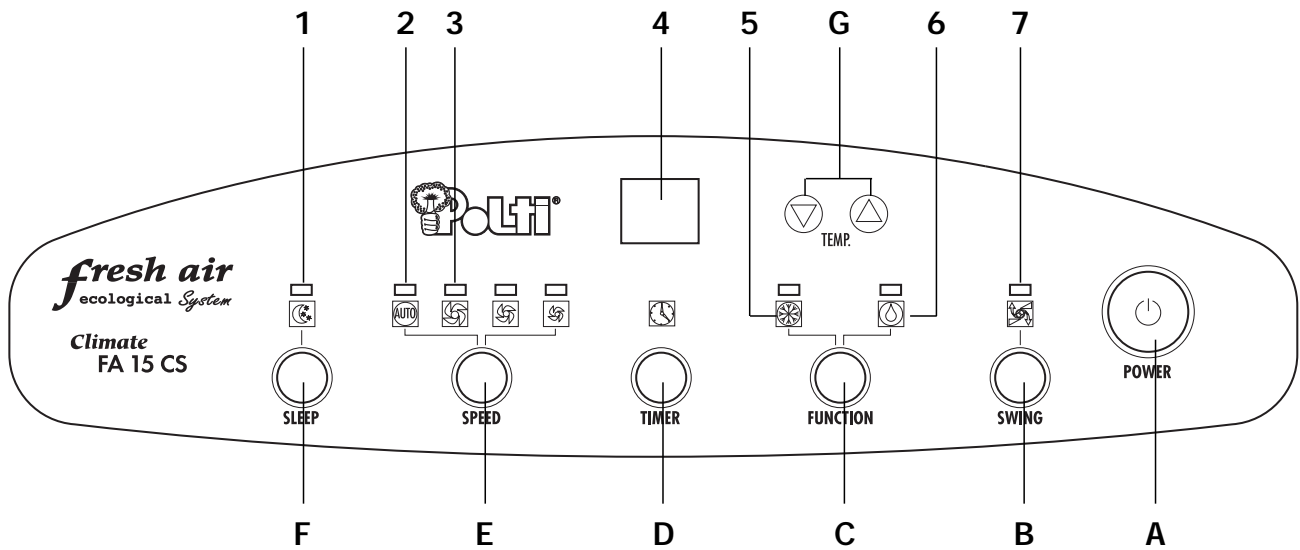 1 2 3 4 5 G 6 7
Polti®
TEMP.
fresh air
ecological System
AUTO
Climate
FA 15 CS
SLEEP SPEED TIMER FUNCTION SWING POWER
F E D C B A